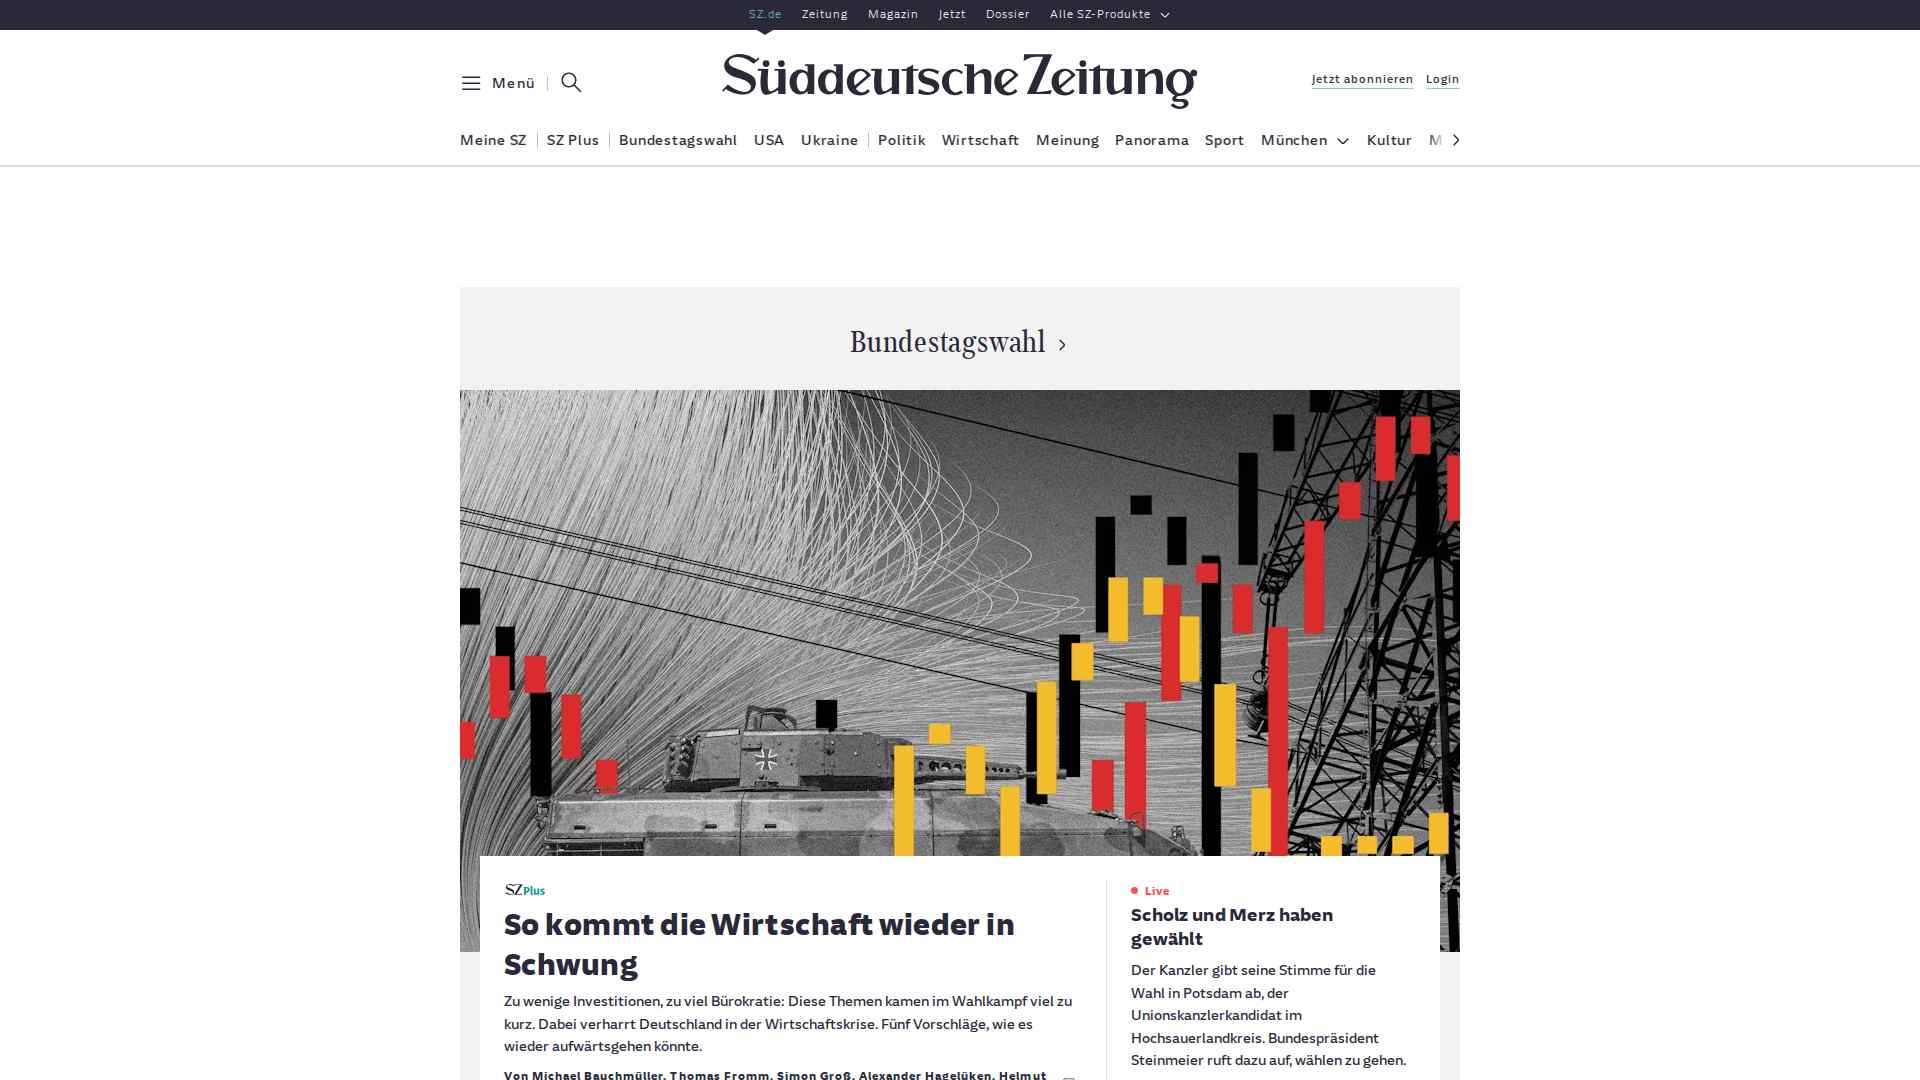 SZ.de Zeitung Magazin Jetzt Dossier Alle SZ-Produkte
Menü
Süddeutsche Zeitung
Jetzt abonnieren Login
Meine SZ SZ Plus Bundestagswahl USA Ukraine Politik Wirtschaft Meinung Panorama Sport München Kultur M
Bundestagswahl
SZ Plus
So kommt die Wirtschaft wieder in
Schwung
Zu wenige Investitionen, zu viel Bürokratie: Diese Themen kamen im Wahlkampf viel zu
kurz. Dabei verharrt Deutschland in der Wirtschaftskrise. Fünf Vorschläge, wie es
wieder aufwärtsgehen könnte.
Von Michael Bauchmüller, Thomas Fromm, Simon Groß, Alexander Hagelüken, Helmut
Live
Scholz und Merz haben
gewählt
Der Kanzler gibt seine Stimme für die
Wahl in Potsdam ab, der
Unionskanzlerkandidat im
Hochsauerlandkreis. Bundespräsident
Steinmeier ruft dazu auf, wählen zu gehen.